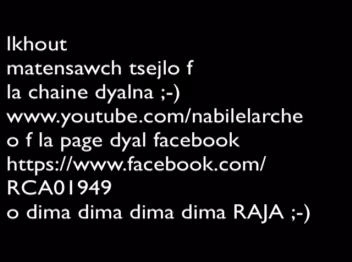 lkhout
matensawch tsejlo f
la chaine dyalna ;-)
www.youtube.com/nabilelarche
o f la page dyal facebook
https://www.facebook.com/
RCA01949
o dima dima dima dima RAJA ;-)